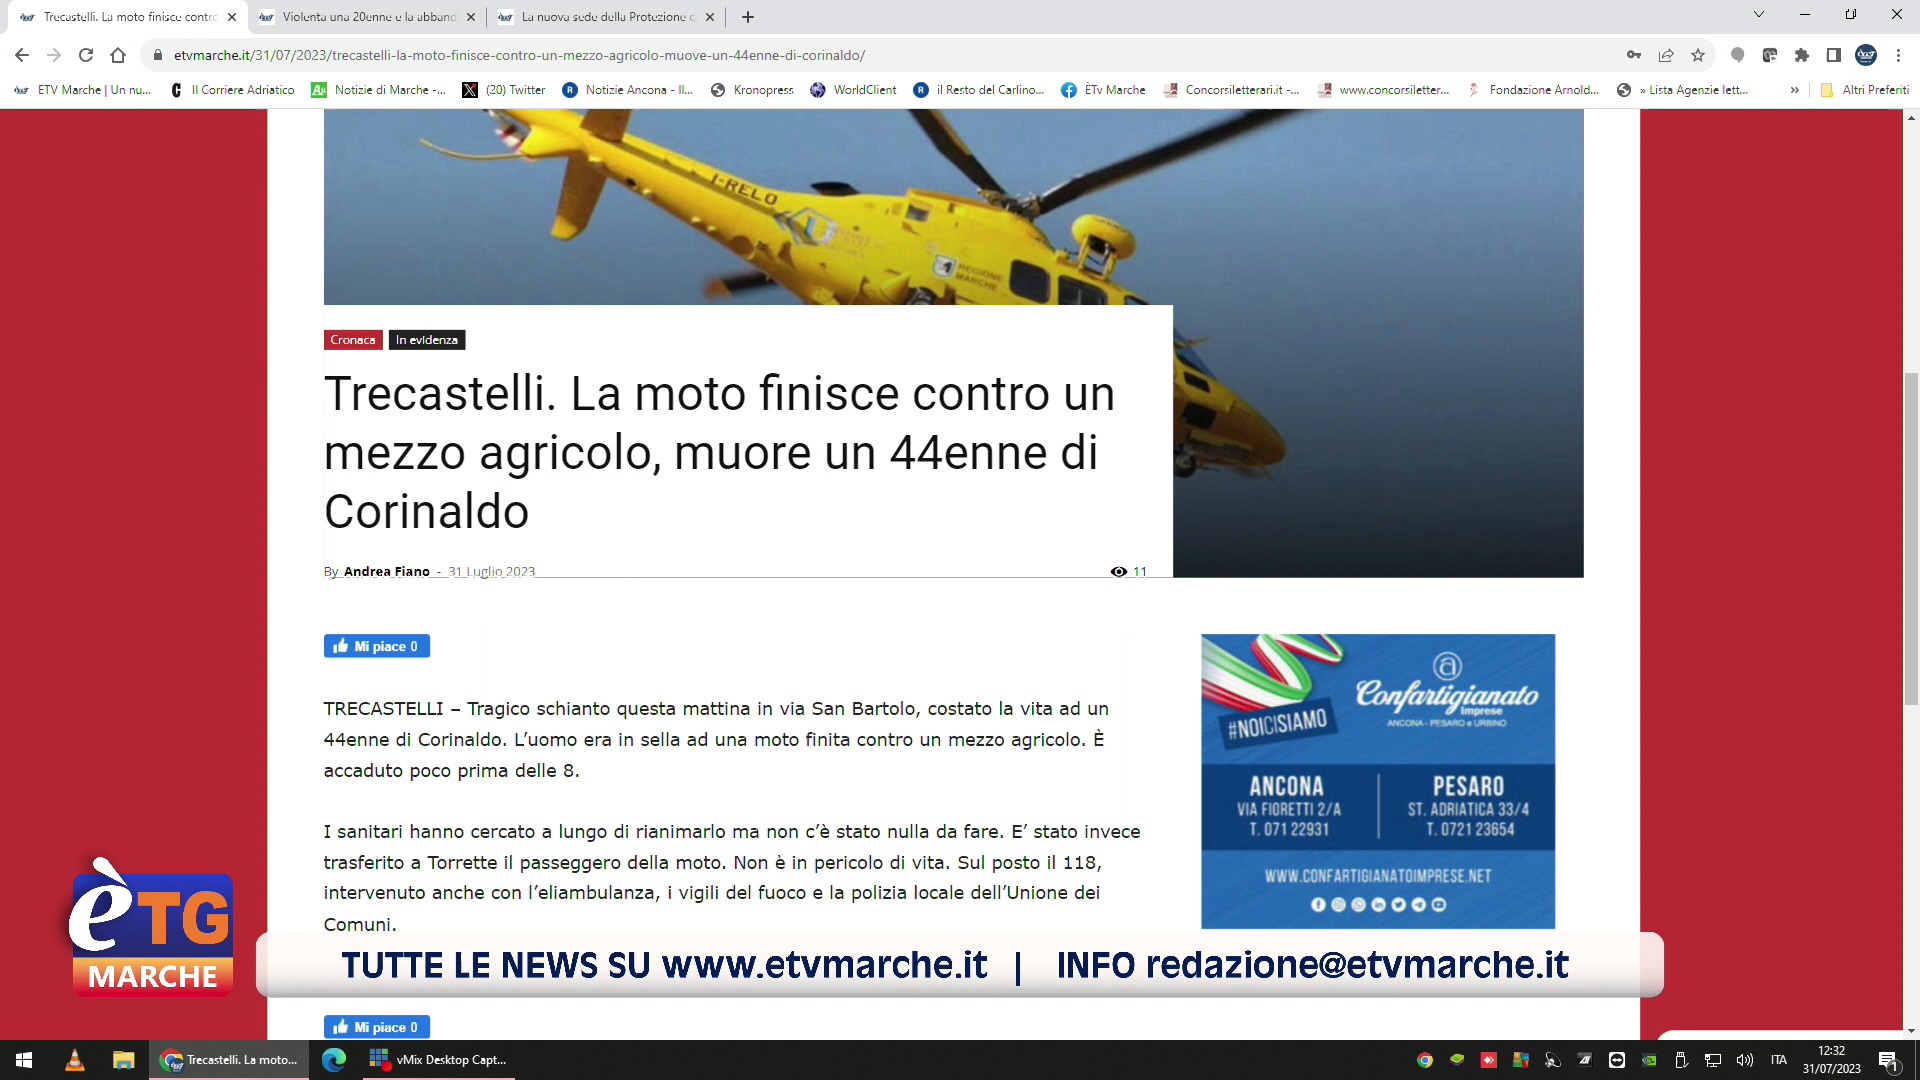 Trecastelli. La moto finisce contro
Violenta una 20enne e la abband
La nuova sede della Protezione c
etvmarche.it/31/07/2023/trecastelli-la-moto-finisce-contro-un-mezzo-agricolo-muove-un-44enne-di-corinaldo/
ETV Marche | Un nu...
Il Corriere Adriatico
Notizie di Marche -...
(20) Twitter
Notizie Ancona - Il...
Kronopress
WorldClient
il Resto del Carlino...
ÈTv Marche
Concorsiletterari.it -...
www.concorsiletter...
Fondazione Arnold...
» Lista Agenzie lett...
»
Altri Preferiti
I-RELO
REGIONE
MARCHE
Cronaca
In evidenza
Trecastelli. La moto finisce contro un
mezzo agricolo, muore un 44enne di
Corinaldo
By Andrea Fiano - 31 Luglio 2023
11
Mi piace 0
TRECASTELLI – Tragico schianto questa mattina in via San Bartolo, costato la vita ad un
44enne di Corinaldo. L’uomo era in sella ad una moto finita contro un mezzo agricolo. È
accaduto poco prima delle 8.
I sanitari hanno cercato a lungo di rianimarlo ma non c’è stato nulla da fare. E’ stato invece
trasferito a Torrette il passeggero della moto. Non è in pericolo di vita. Sul posto il 118,
intervenuto anche con l’eliambulanza, i vigili del fuoco e la polizia locale dell’Unione dei
Comuni.
#NOICISIAMO
Confartigianato
Imprese
ANCONA - PESARO e URBINO
ANCONA
VIA FIORETTI 2/A
T. 071 22931
PESARO
ST. ADRIATICA 33/4
T. 0721 23654
WWW.CONFARTIGIANATOIMPRESE.NET
èTG
MARCHE
TUTTE LE NEWS SU www.etvmarche.it | INFO redazione@etvmarche.it
Mi piace 0
Trecastelli. La moto...
vMix Desktop Capt...
ITA
12:32
31/07/2023
1